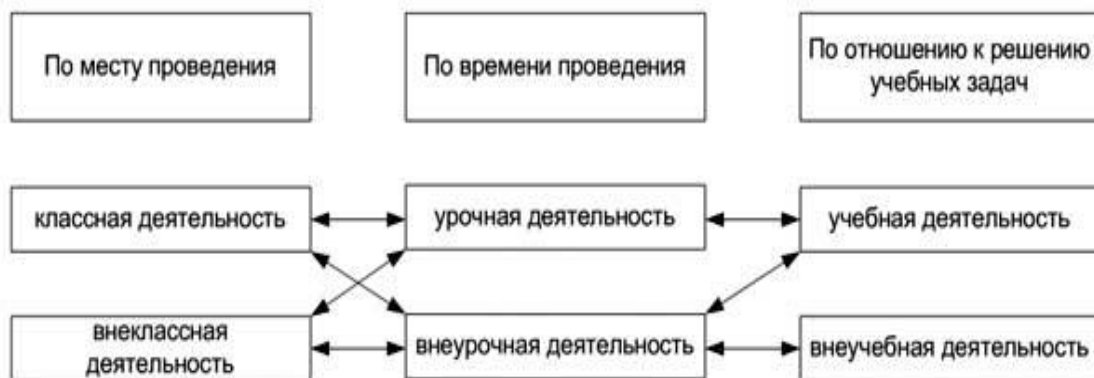 По месту проведения
По времени проведения
По отношению к решению
учебных задач
классная деятельность
урочная деятельность
учебная деятельность
внеклассная
деятельность
внеурочная деятельность
внеучебная деятельность